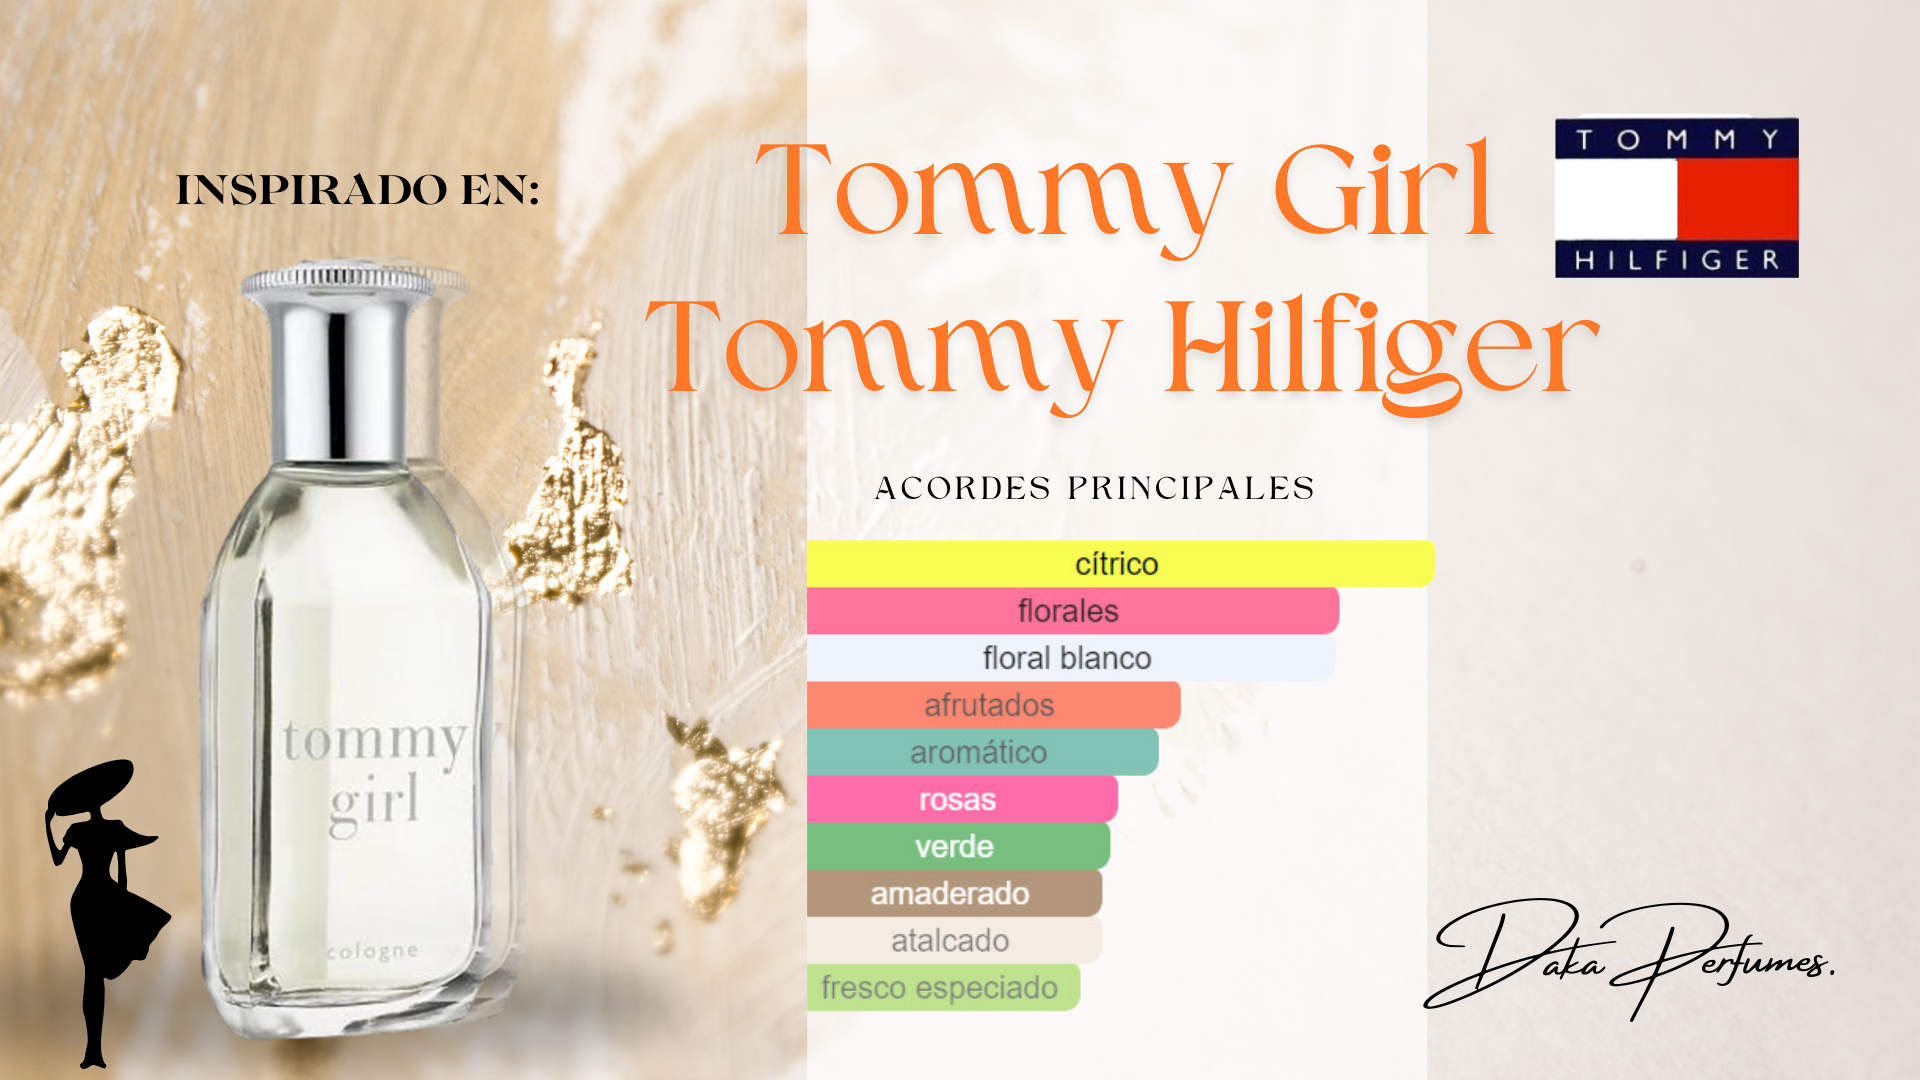 INSPIRADO EN:
Tommy Girl
Tommy Hilfiger
TOMMY
HILFIGER
ACORDES PRINCIPALES
cítrico
florales
floral blanco
afrutados
aromático
rosas
verde
amaderado
atalcado
fresco especiado
tommy
girl
cologne
Daka Perfumes.